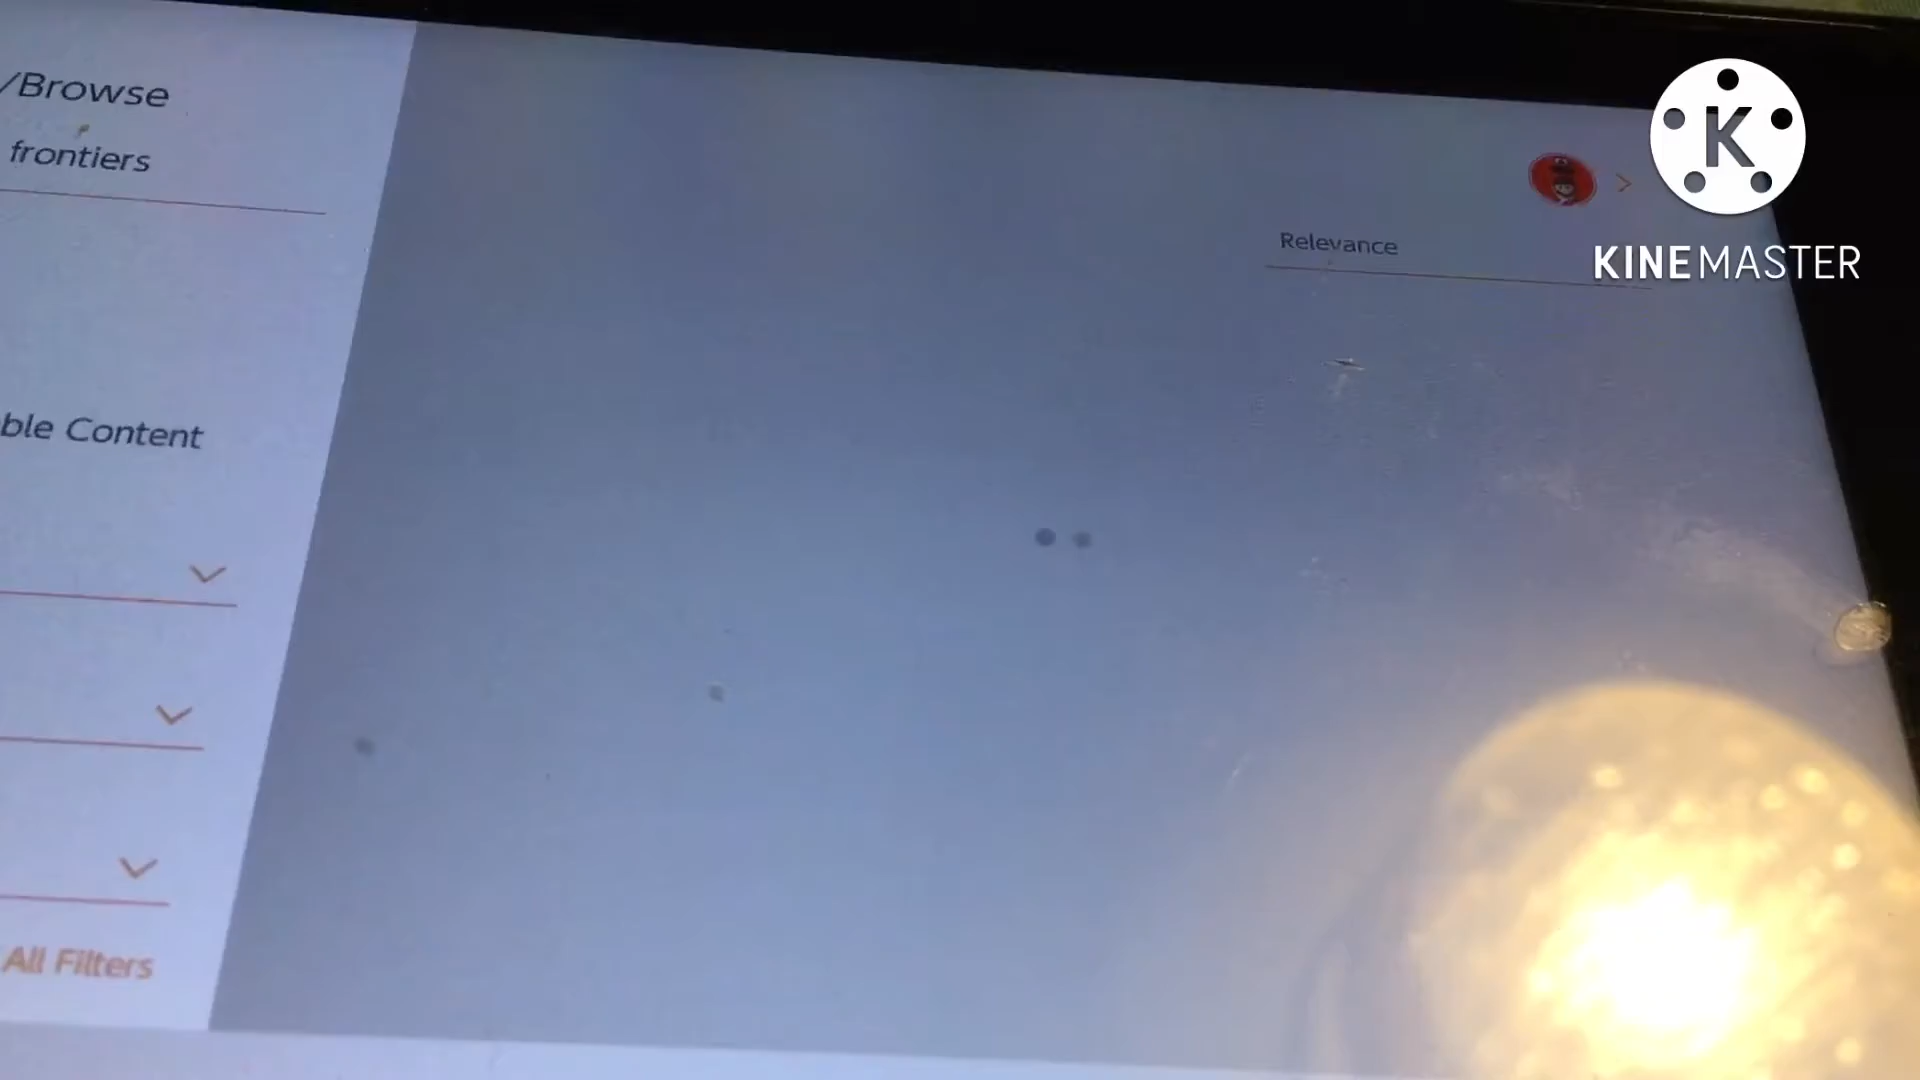 /Browse
frontiers
Relevance
ble Content
All Filters
K
KINEMASTER